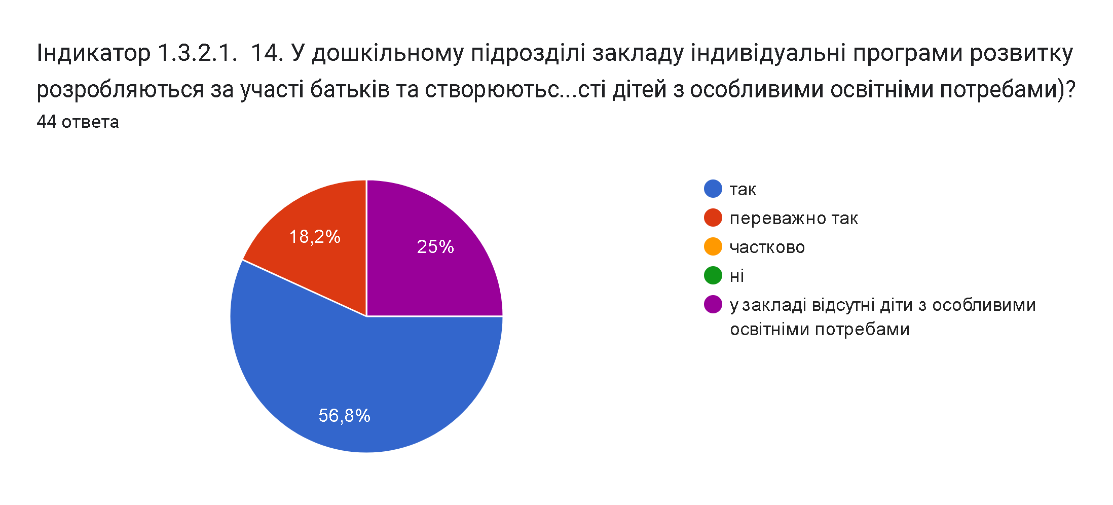 Індикатор 1.3.2.1. 14. У дошкільному підрозділі закладу індивідуальні програми розвитку
розробляються за участі батьків та створюютьс...сті дітей з особливими освітніми потребами)?
44 ответа
18,2%
25%
56,8%
так
переважно так
частково
ні
у закладі відсутні діти з особливими
освітніми потребами